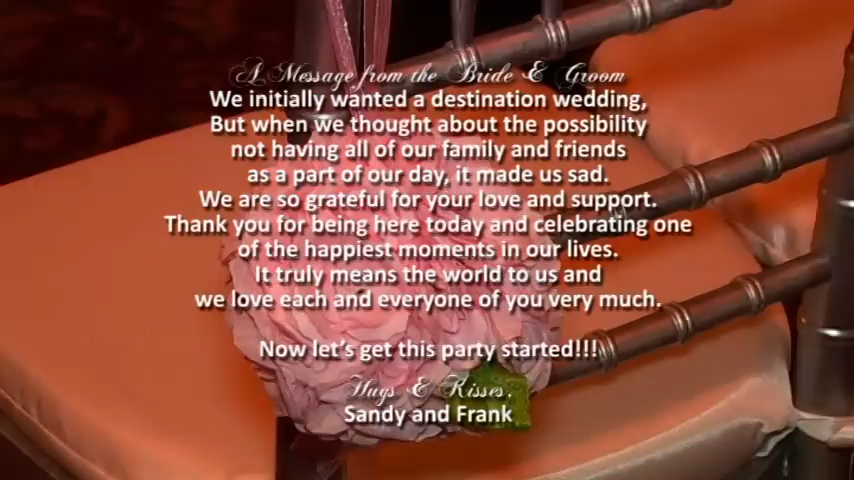 A Message from the Bride & Groom
We initially wanted a destination wedding,
But when we thought about the possibility
not having all of our family and friends
as a part of our day, it made us sad.
We are so grateful for your love and support.
Thank you for being here today and celebrating one
of the happiest moments in our lives.
It truly means the world to us and
we love each and everyone of you very much.
Now let's get this party started!!!
Hugs & Kisses,
Sandy and Frank